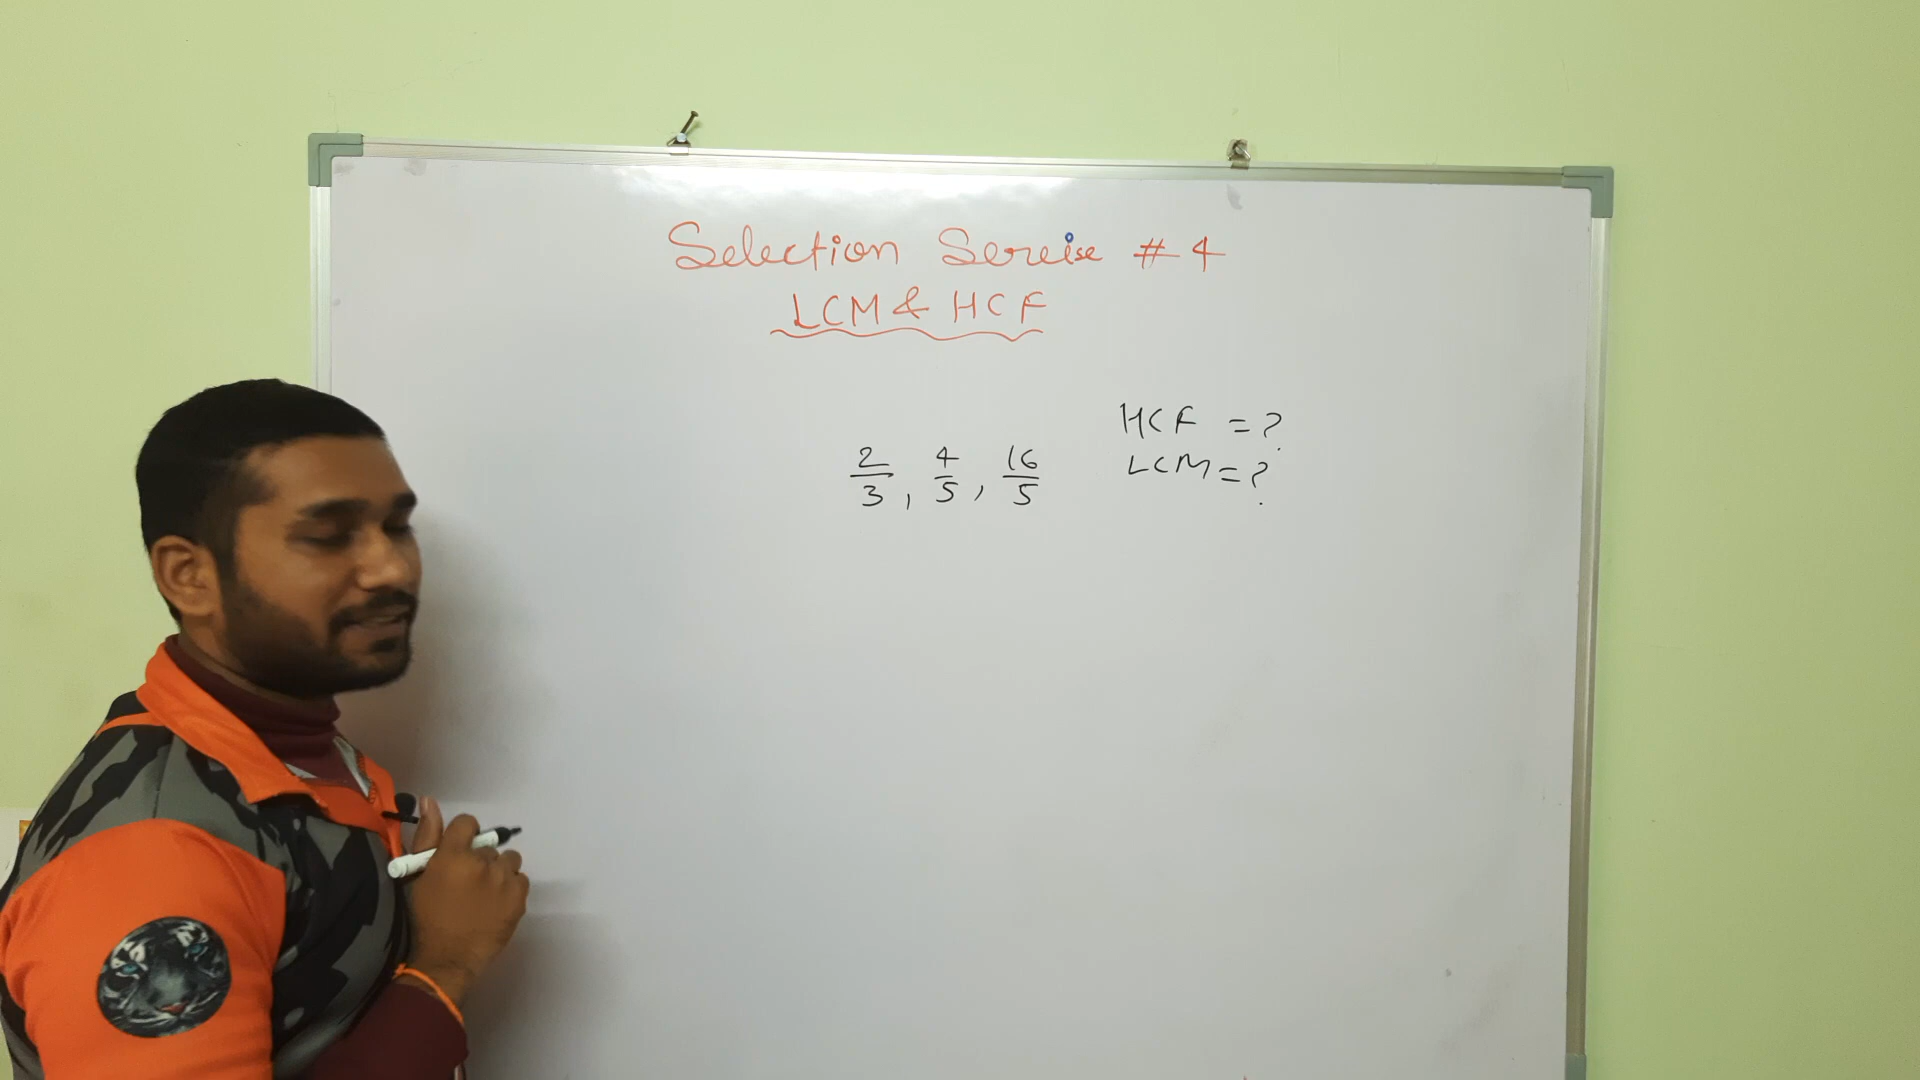 Selection Sereise # 4
LCM & HCF
HCF = ?
2/3, 4/5, 16/5
LCM = ?